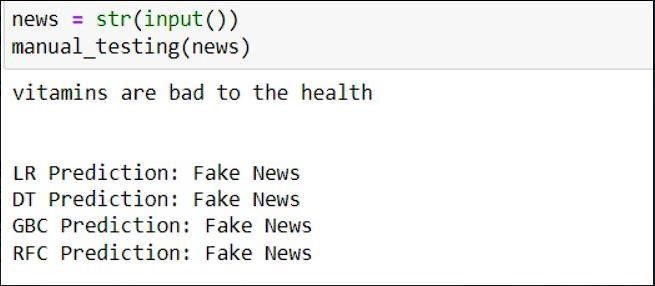 news = str(input())
manual_testing(news)
vitamins are bad to the health
LR Prediction: Fake News
DT Prediction: Fake News
GBC Prediction: Fake News
RFC Prediction: Fake News